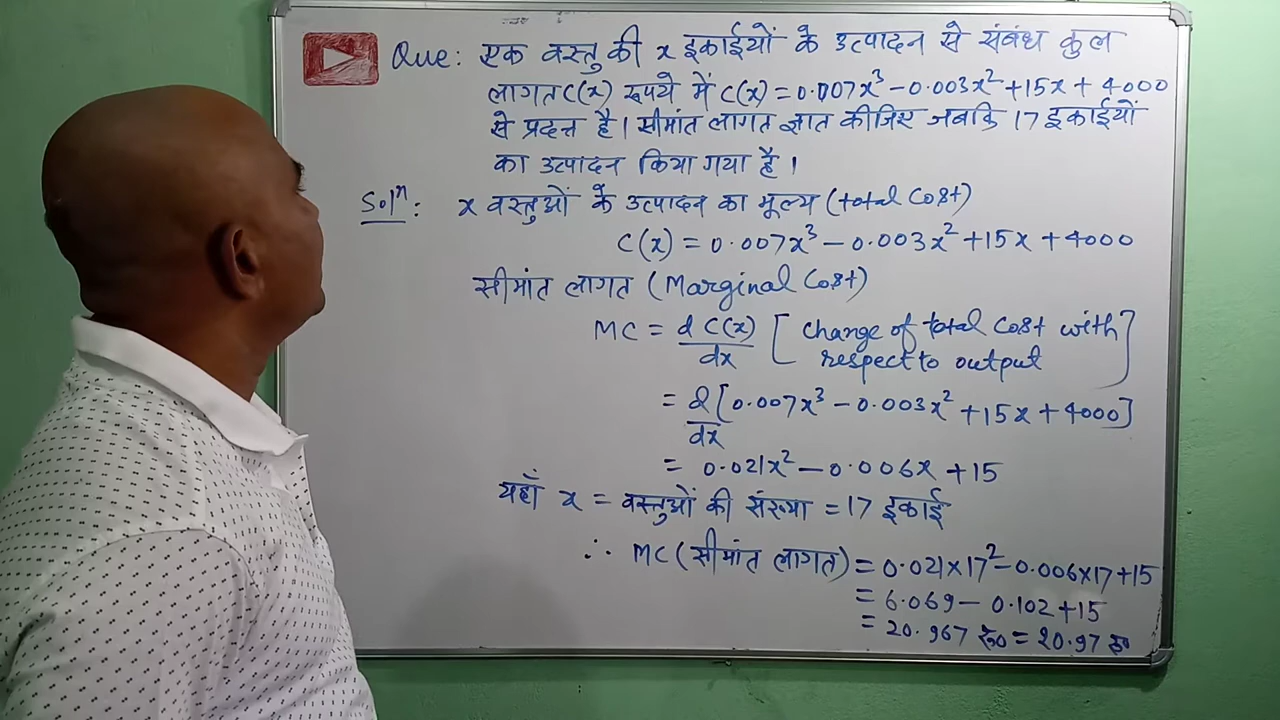 Que: एक वस्तु की x इकाईयों के उत्पादन से संबंध कुल
लागत C(x) रूपये में C(x) = 0.007x³ - 0.003x² + 15x + 4000
से प्रदत्त है। सीमांत लागत ज्ञात कीजिए जबकि 17 इकाईयों
का उत्पादन किया गया है।
Solⁿ: x वस्तुओं के उत्पादन का मूल्य (total cost)
C(x) = 0.007x³ - 0.003x² + 15x + 4000
सीमांत लागत (Marginal Cost)
MC = d C(x)/dx [change of total cost with respect to output]
= d/dx [0.007x³ - 0.003x² + 15x + 4000]
= 0.021x² - 0.006x + 15
यहाँ x = वस्तुओं की संख्या = 17 इकाई
∴ MC (सीमांत लागत) = 0.021×17² - 0.006×17 + 15
= 6.069 - 0.102 + 15
= 20.967 रू० = 20.97 रू०